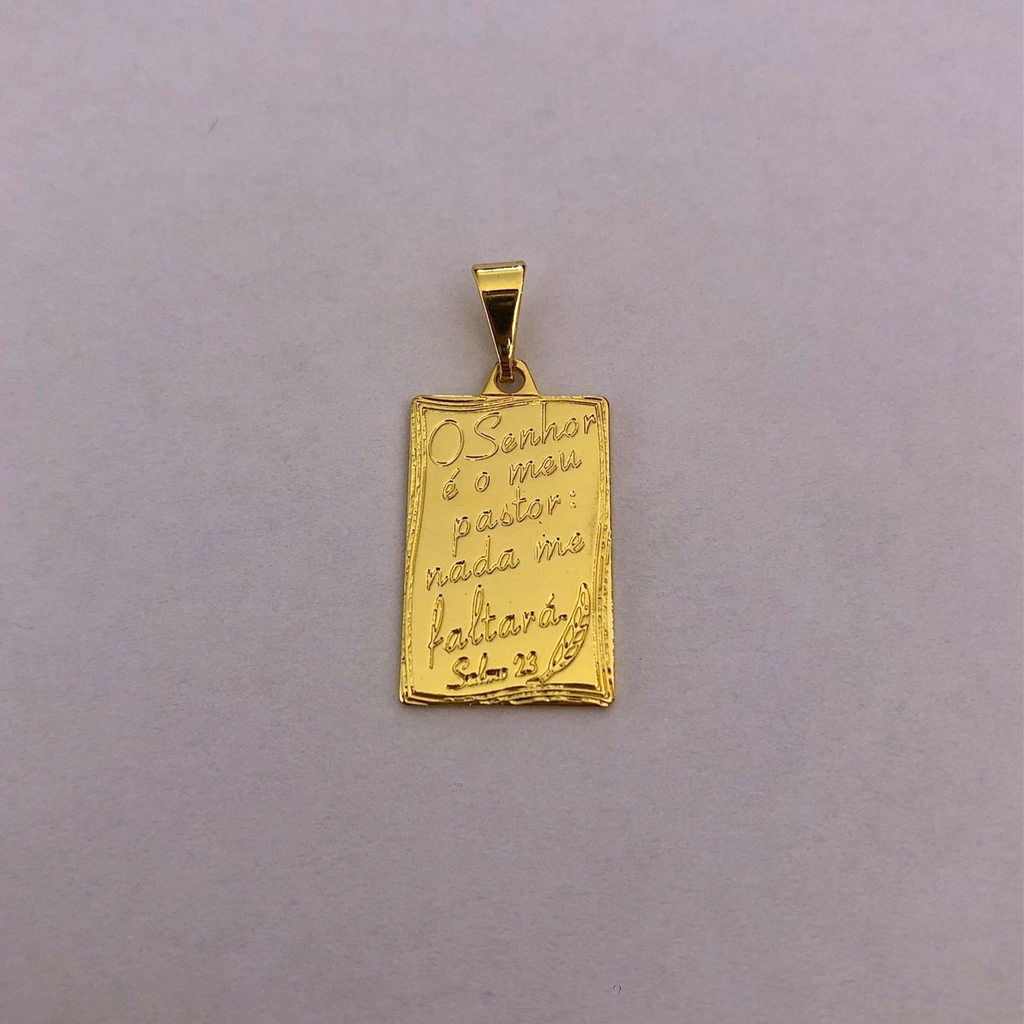 O Senhor
é o meu
pastor:
nada me
faltará.
Salmo 23